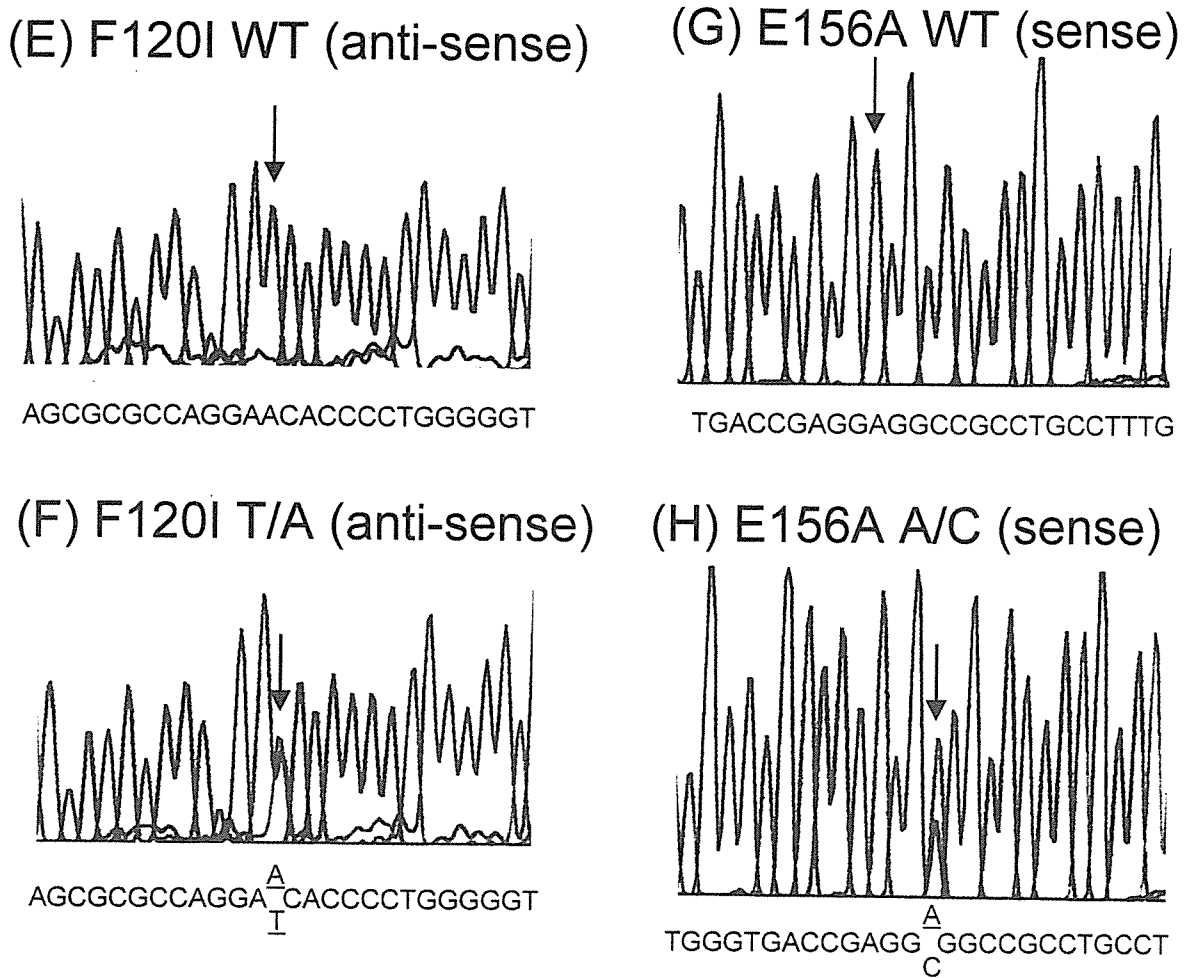 (E) F120I WT (anti-sense)
AGCGCGCCAGGAACACCCCTGGGGGT
(G) E156A WT (sense)
TGACCGAGGAGGCCGCCTGCCTTTG
(F) F120I T/A (anti-sense)
A
AGCGCGCCAGGA CACCCCTGGGGGT
T
(H) E156A A/C (sense)
A
TGGGTGACCGAGG GGCCGCCTGCCT
C